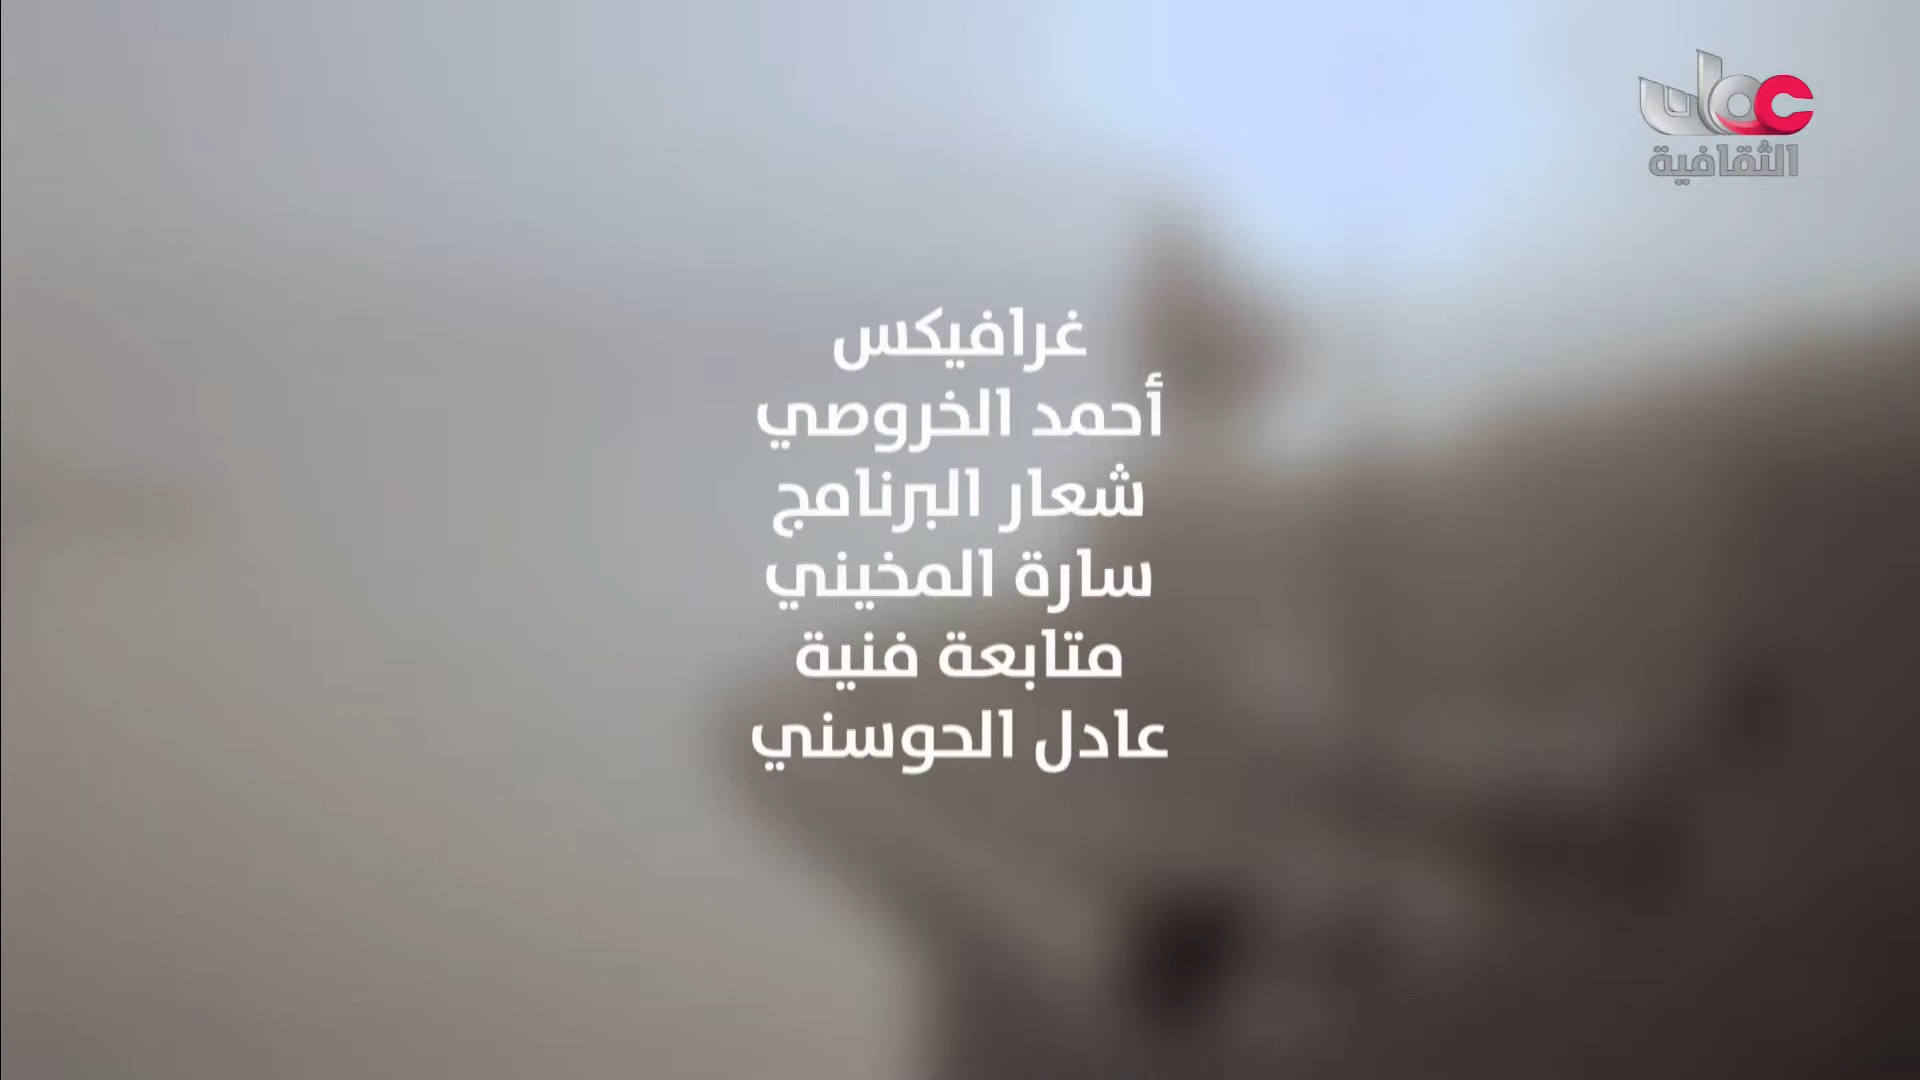 عمان
الثقافية
غرافيكس
أحمد الخروصي
شعار البرنامج
سارة المخيني
متابعة فنية
عادل الحوسني